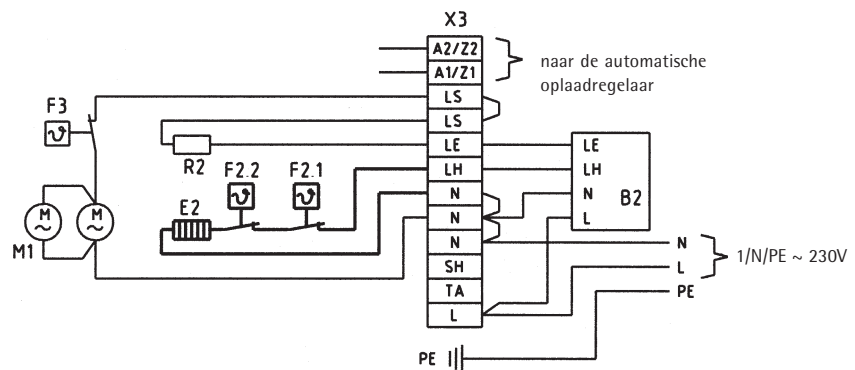 X3
A2/Z2
A1/Z1
naar de automatische
oplaadregelaar
LS
LS
LE
LH
N
N
N
SH
TA
L
F3
R2
F2.2
F2.1
E2
M
~
M
~
M1
LE
LH
N
L
B2
N
L
PE
1/N/PE ~ 230V
PE